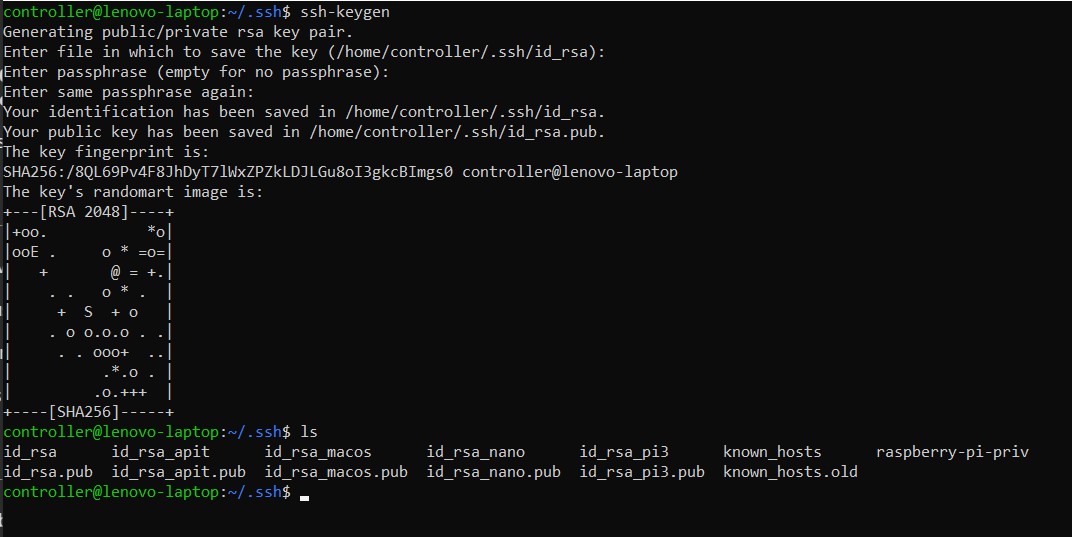 controller@lenovo-laptop:~/.ssh$ ssh-keygen
Generating public/private rsa key pair.
Enter file in which to save the key (/home/controller/.ssh/id_rsa):
Enter passphrase (empty for no passphrase):
Enter same passphrase again:
Your identification has been saved in /home/controller/.ssh/id_rsa.
Your public key has been saved in /home/controller/.ssh/id_rsa.pub.
The key fingerprint is:
SHA256:/8QL69Pv4F8JhDyT7lWxZPZkLDJLGu8oI3gkcBImgs0 controller@lenovo-laptop
The key's randomart image is:
+---[RSA 2048]----+
|+oo.           *o|
|ooE .     o * =o=|
|   +       @ = +.|
|    . .   o * .  |
|     +  S  + o   |
|    . o o.o.o . .|
|     . . ooo+  ..|
|          .*.o . |
|         .o.+++  |
+----[SHA256]-----+
controller@lenovo-laptop:~/.ssh$ ls
id_rsa      id_rsa_apit      id_rsa_macos      id_rsa_nano      id_rsa_pi3      known_hosts      raspberry-pi-priv
id_rsa.pub  id_rsa_apit.pub  id_rsa_macos.pub  id_rsa_nano.pub  id_rsa_pi3.pub  known_hosts.old
controller@lenovo-laptop:~/.ssh$